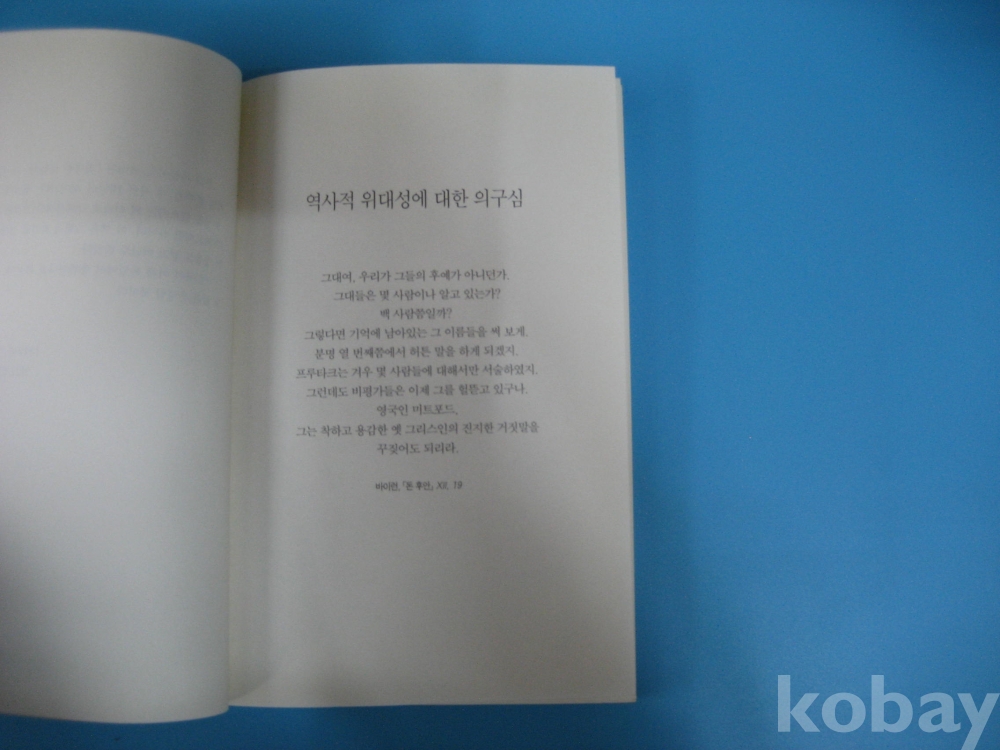 역사적 위대성에 대한 의구심
그대여, 우리가 그들의 후예가 아니던가.
그대들은 몇 사람이나 알고 있는가?
백 사람쯤일까?
그렇다면 기억에 남아있는 그 이름들을 써 보게.
분명 열 번째쯤에서 허튼 말을 하게 되겠지.
프루타크는 겨우 몇 사람들에 대해서만 서술하였지.
그런데도 비평가들은 이제 그를 힐뜯고 있구나.
영국인 미트포드,
그는 착하고 용감한 옛 그리스인의 진지한 거짓말을
꾸짖어도 되리라.
바이런, 『돈 후안』, XII. 19
kobay